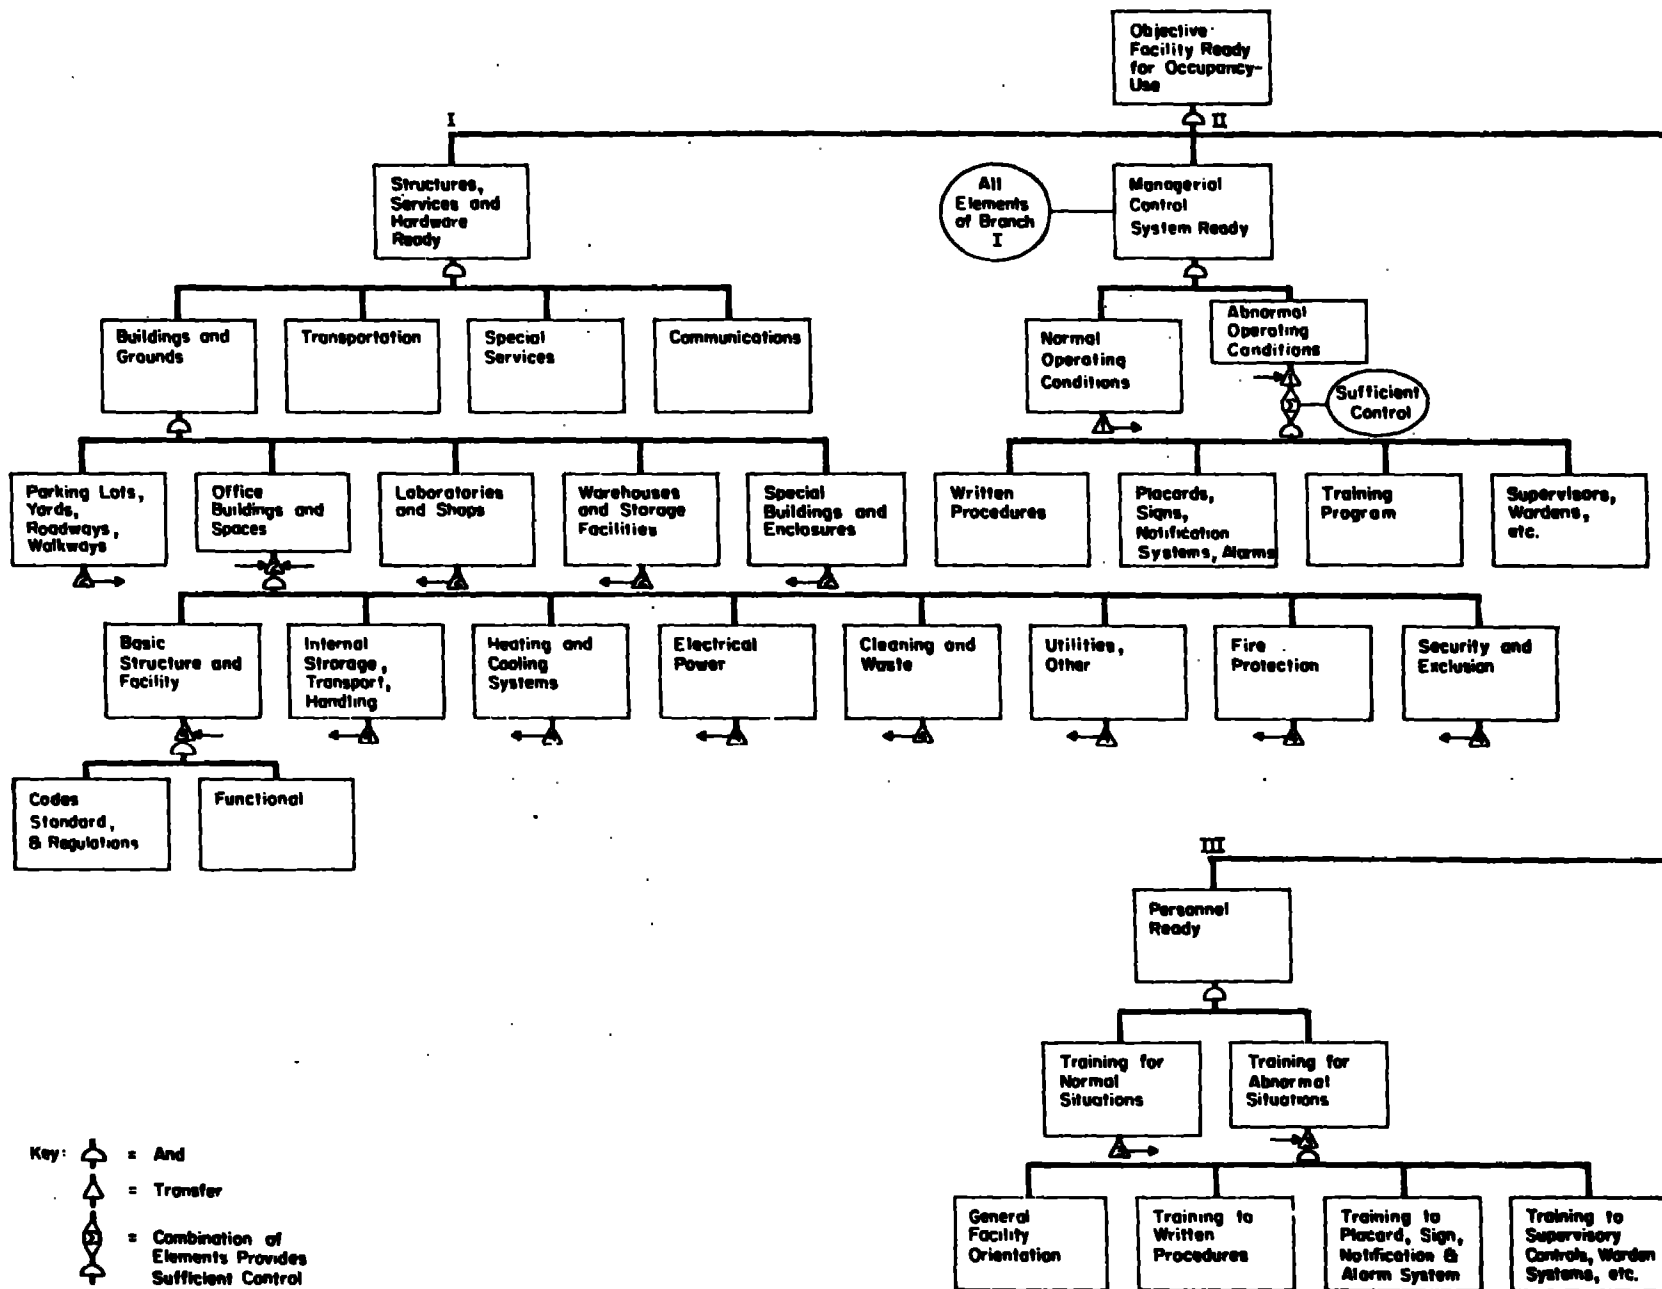 Objective
Facility Ready
for Occupancy-
Use
I
II
Structures,
Services and
Hardware
Ready
All
Elements
of Branch
I
Managerial
Control
System Ready
Buildings and
Grounds
Transportation
Special
Services
Communications
Normal
Operating
Conditions
Abnormal
Operating
Conditions
Sufficient
Control
Parking Lots,
Yards,
Roadways,
Walkways
Office
Buildings and
Spaces
Laboratories
and Shops
Warehouses
and Storage
Facilities
Special
Buildings and
Enclosures
Written
Procedures
Placards,
Signs,
Notification
Systems, Alarms
Training
Program
Supervisors,
Wardens,
etc.
Basic
Structure and
Facility
Internal
Strorage,
Transport,
Handling
Heating and
Cooling
Systems
Electrical
Power
Cleaning and
Waste
Utilities,
Other
Fire
Protection
Security and
Exclusion
Codes
Standard,
& Regulations
Functional
III
Personnel
Ready
Training for
Normal
Situations
Training for
Abnormal
Situations
General
Facility
Orientation
Training to
Written
Procedures
Training to
Placard, Sign,
Notification &
Alarm System
Training to
Supervisory
Controls, Warden
Systems, etc.
Key:
= And
= Transfer
Σ
= Combination of
Elements Provides
Sufficient Control